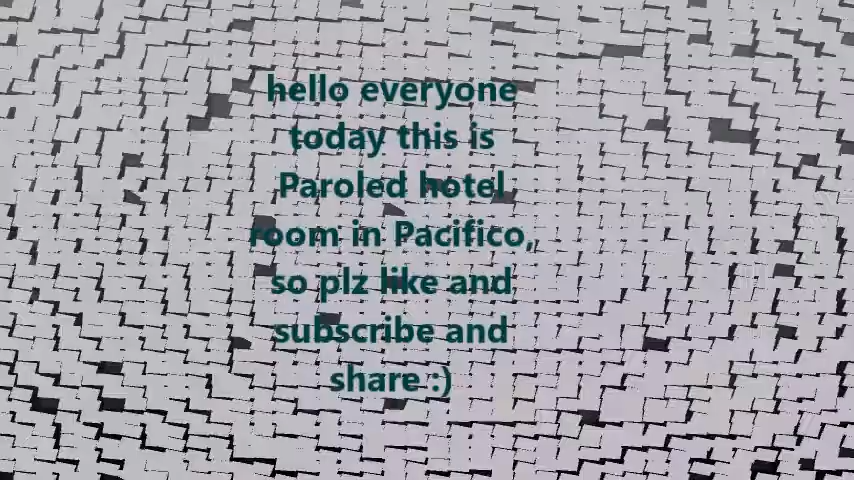 hello everyone
today this is
Paroled hotel
room in Pacifico,
so plz like and
subscribe and
share :)